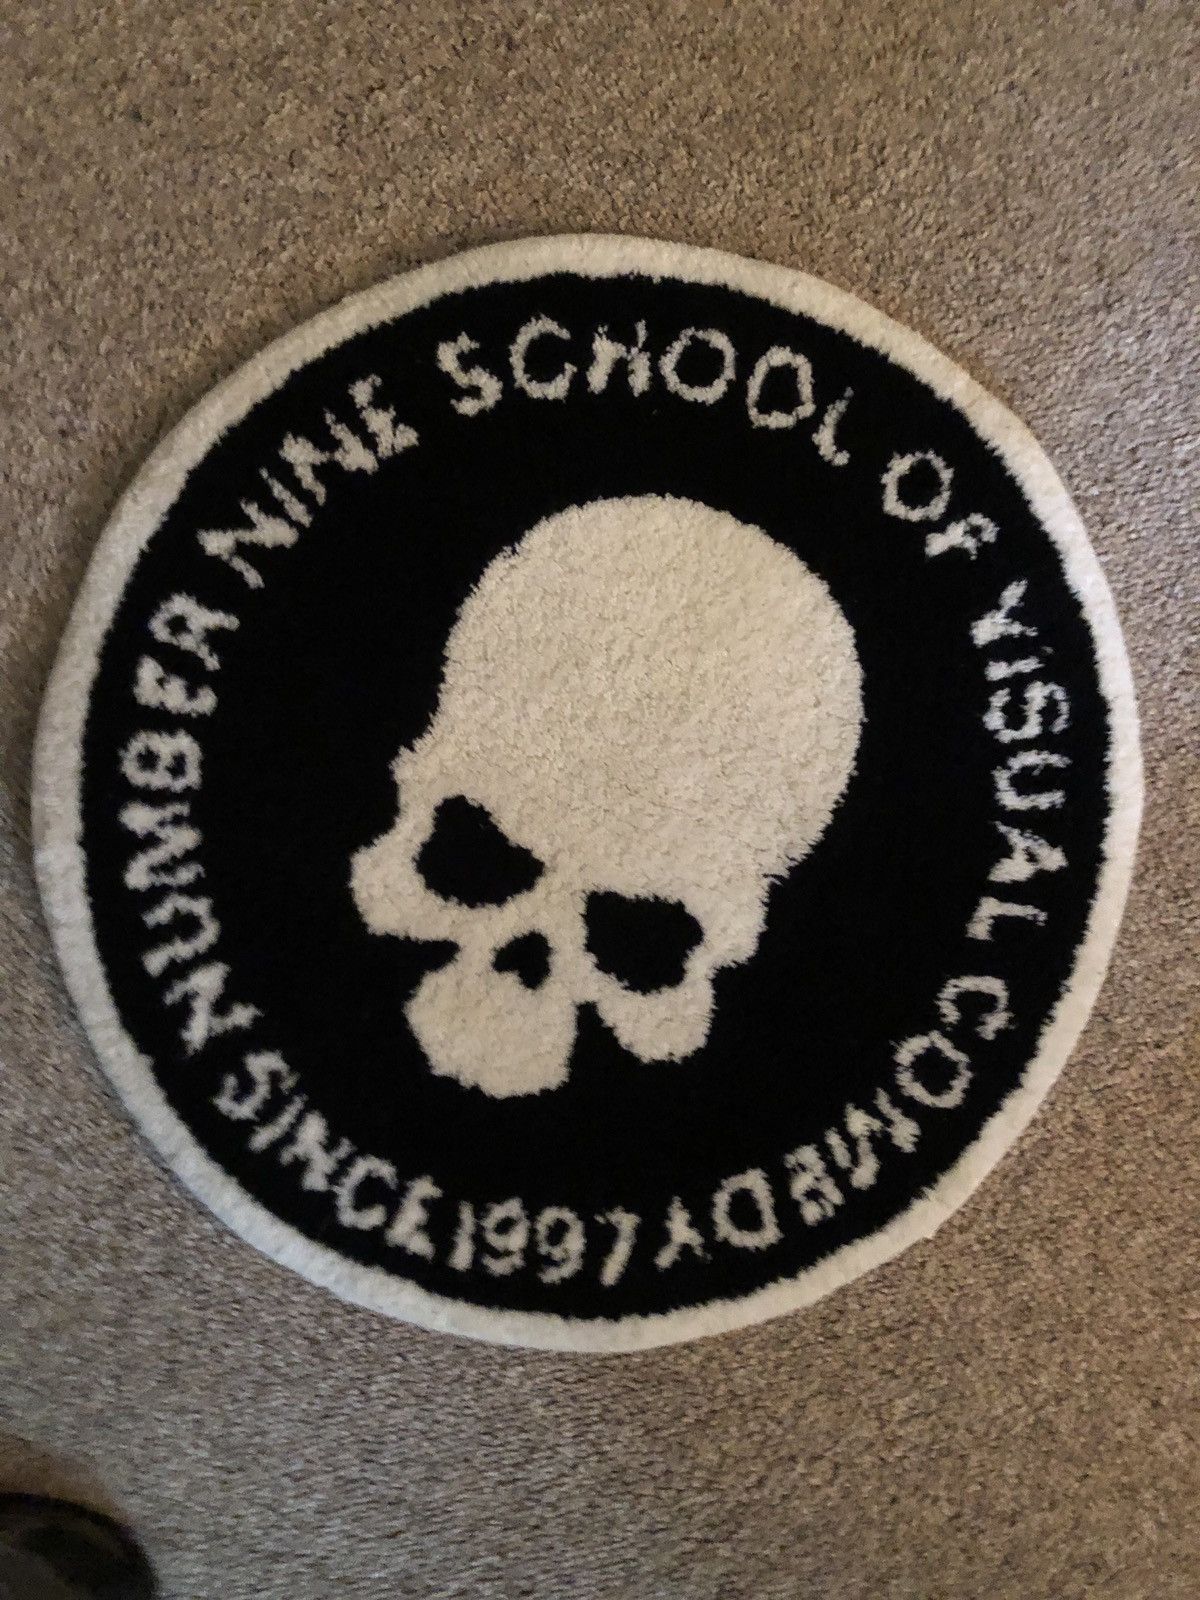 NUMBER NINE SCHOOL OF VISUAL COMEDY
SINCE 1997